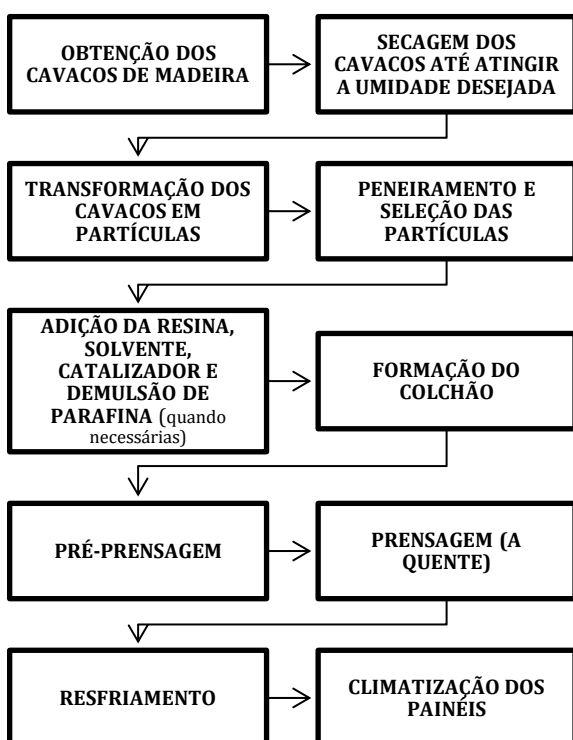 OBTENÇÃO DOS
CAVACOS DE MADEIRA
SECAGEM DOS
CAVACOS ATÉ ATINGIR
A UMIDADE DESEJADA
TRANSFORMAÇÃO DOS
CAVACOS EM
PARTÍCULAS
PENEIRAMENTO E
SELEÇÃO DAS
PARTÍCULAS
ADIÇÃO DA RESINA,
SOLVENTE,
CATALIZADOR E
DEMULSÃO DE
PARAFINA (quando
necessárias)
FORMAÇÃO DO
COLCHÃO
PRÉ-PRENSAGEM
PRENSAGEM (A
QUENTE)
RESFRIAMENTO
CLIMATIZAÇÃO DOS
PAINÉIS